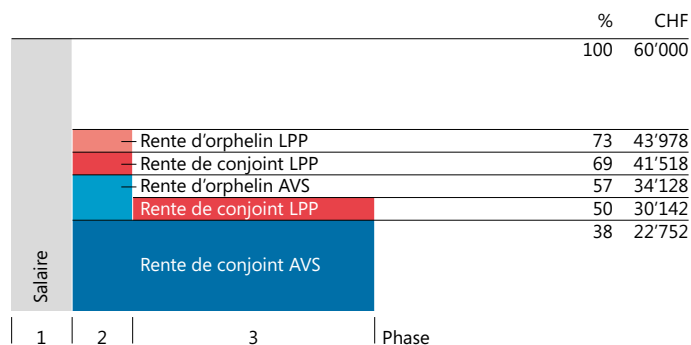 % CHF
100 60’000
Rente d’orphelin LPP 73 43’978
Rente de conjoint LPP 69 41’518
Rente d’orphelin AVS 57 34’128
Rente de conjoint LPP 50 30’142
38 22’752
Rente de conjoint AVS
Salaire
1 2 3 Phase